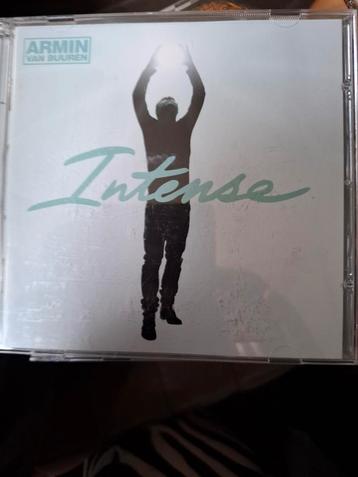 ARMIN
VAN BUUREN
Intense